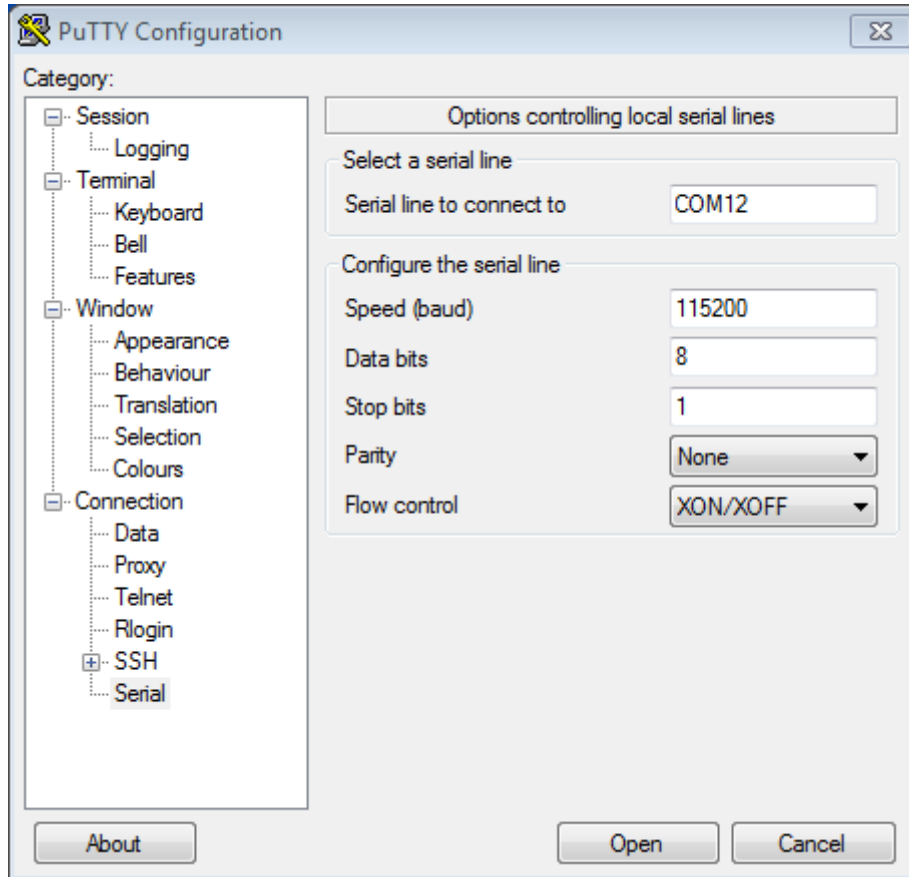 PuTTY Configuration
Category:
Session
Logging
Terminal
Keyboard
Bell
Features
Window
Appearance
Behaviour
Translation
Selection
Colours
Connection
Data
Proxy
Telnet
Rlogin
SSH
Serial
Options controlling local serial lines
Select a serial line
Serial line to connect to COM12
Configure the serial line
Speed (baud) 115200
Data bits 8
Stop bits 1
Parity None
Flow control XON/XOFF
About Open Cancel